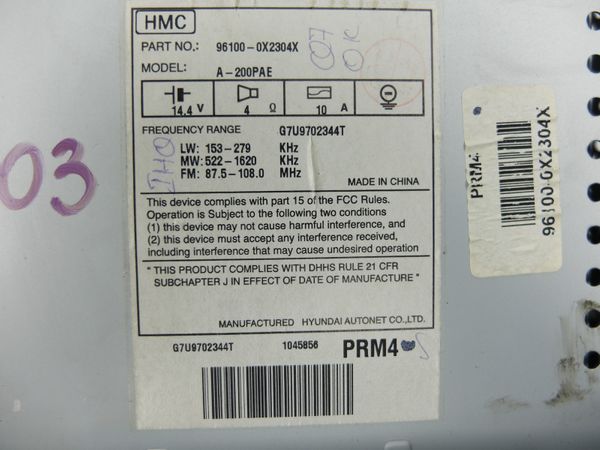 HMC
PART NO.: 96100-0X2304X
MODEL: A-200PAE
14.4 V
4 Ω
10 A
FREQUENCY RANGE G7U9702344T
LW: 153-279 KHz
MW: 522-1620 KHz
FM: 87.5-108.0 MHz
MADE IN CHINA
This device complies with part 15 of the FCC Rules.
Operation is Subject to the following two conditions
(1) this device may not cause harmful interference, and
(2) this device must accept any interference received,
including interference that may cause undesired operation
" THIS PRODUCT COMPLIES WITH DHHS RULE 21 CFR
SUBCHAPTER J IN EFFECT OF DATE OF MANUFACTURE "
MANUFACTURED HYUNDAI AUTONET CO.,LTD.
G7U9702344T 1045856 PRM4
03
PRM4
96100-0X2304X